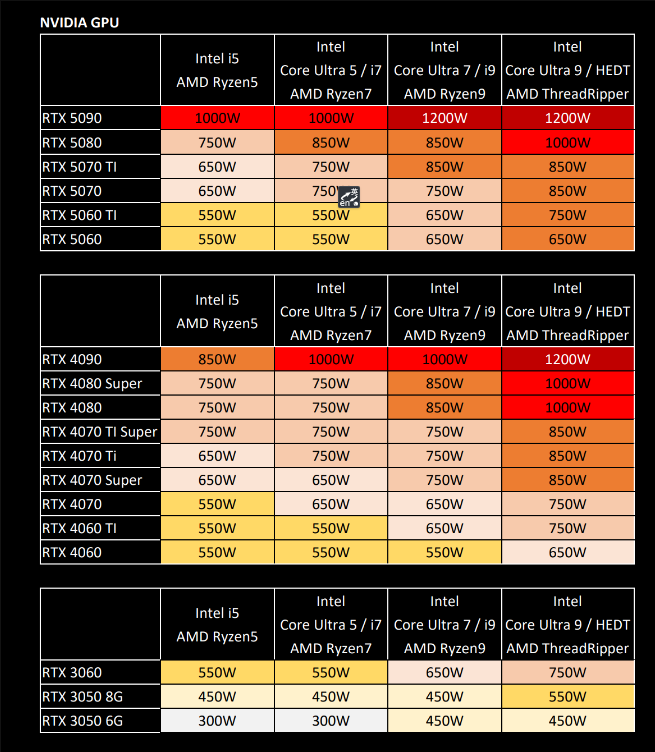 NVIDIA GPU
Intel i5
AMD Ryzen5
Intel
Core Ultra 5 / i7
AMD Ryzen7
Intel
Core Ultra 7 / i9
AMD Ryzen9
Intel
Core Ultra 9 / HEDT
AMD ThreadRipper
RTX 5090 1000W 1000W 1200W 1200W
RTX 5080 750W 850W 850W 1000W
RTX 5070 TI 650W 750W 850W 850W
RTX 5070 650W 750W 750W 850W
英
en
RTX 5060 TI 550W 550W 650W 750W
RTX 5060 550W 550W 650W 650W
Intel i5
AMD Ryzen5
Intel
Core Ultra 5 / i7
AMD Ryzen7
Intel
Core Ultra 7 / i9
AMD Ryzen9
Intel
Core Ultra 9 / HEDT
AMD ThreadRipper
RTX 4090 850W 1000W 1000W 1200W
RTX 4080 Super 750W 750W 850W 1000W
RTX 4080 750W 750W 850W 1000W
RTX 4070 TI Super 750W 750W 750W 850W
RTX 4070 Ti 650W 750W 750W 850W
RTX 4070 Super 650W 650W 750W 850W
RTX 4070 550W 650W 650W 750W
RTX 4060 TI 550W 550W 650W 750W
RTX 4060 550W 550W 550W 650W
Intel i5
AMD Ryzen5
Intel
Core Ultra 5 / i7
AMD Ryzen7
Intel
Core Ultra 7 / i9
AMD Ryzen9
Intel
Core Ultra 9 / HEDT
AMD ThreadRipper
RTX 3060 550W 550W 650W 750W
RTX 3050 8G 450W 450W 450W 550W
RTX 3050 6G 300W 300W 450W 450W